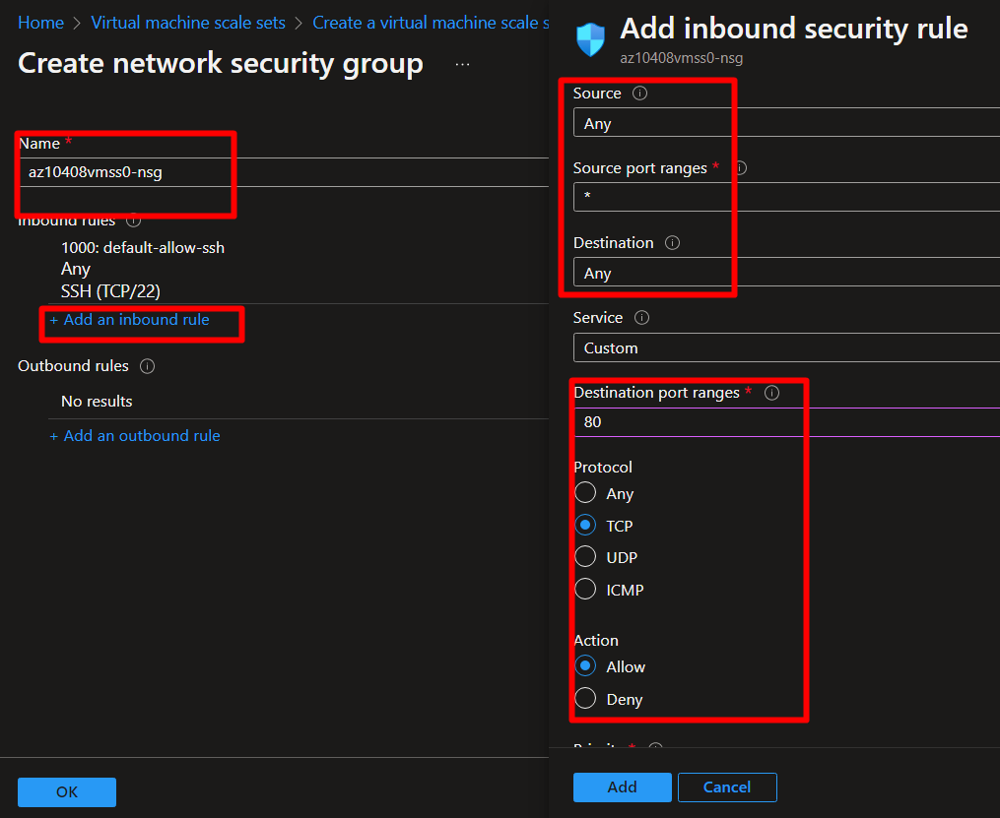 Home > Virtual machine scale sets > Create a virtual machine scale s
Create network security group ...
Name *
az10408vmss0-nsg
Inbound rules
1000: default-allow-ssh
Any
SSH (TCP/22)
+ Add an inbound rule
Outbound rules
No results
+ Add an outbound rule
OK
Add inbound security rule
az10408vmss0-nsg
Source
Any
Source port ranges *
*
Destination
Any
Service
Custom
Destination port ranges *
80
Protocol
Any
TCP
UDP
ICMP
Action
Allow
Deny
Priority *
Add
Cancel